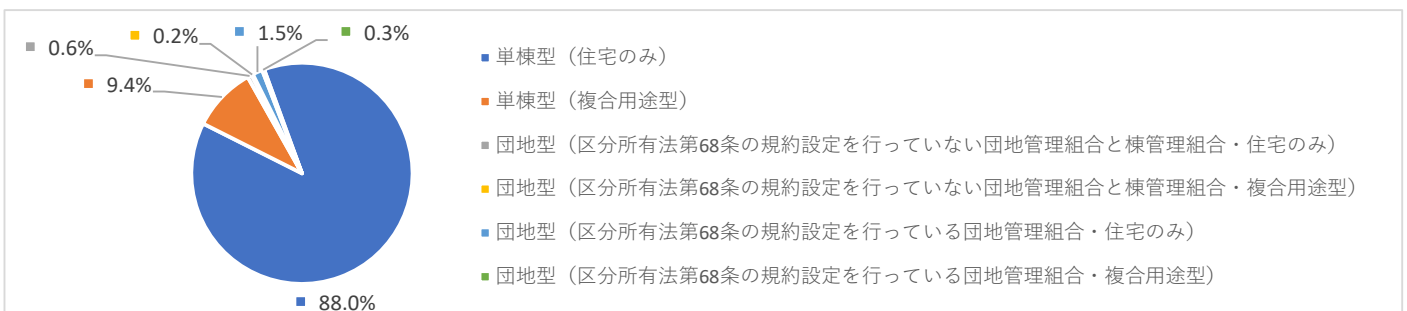 0.6%
0.2%
1.5%
0.3%
9.4%
88.0%
単棟型（住宅のみ）
単棟型（複合用途型）
団地型（区分所有法第68条の規約設定を行っていない団地管理組合と棟管理組合・住宅のみ）
団地型（区分所有法第68条の規約設定を行っていない団地管理組合と棟管理組合・複合用途型）
団地型（区分所有法第68条の規約設定を行っている団地管理組合・住宅のみ）
団地型（区分所有法第68条の規約設定を行っている団地管理組合・複合用途型）